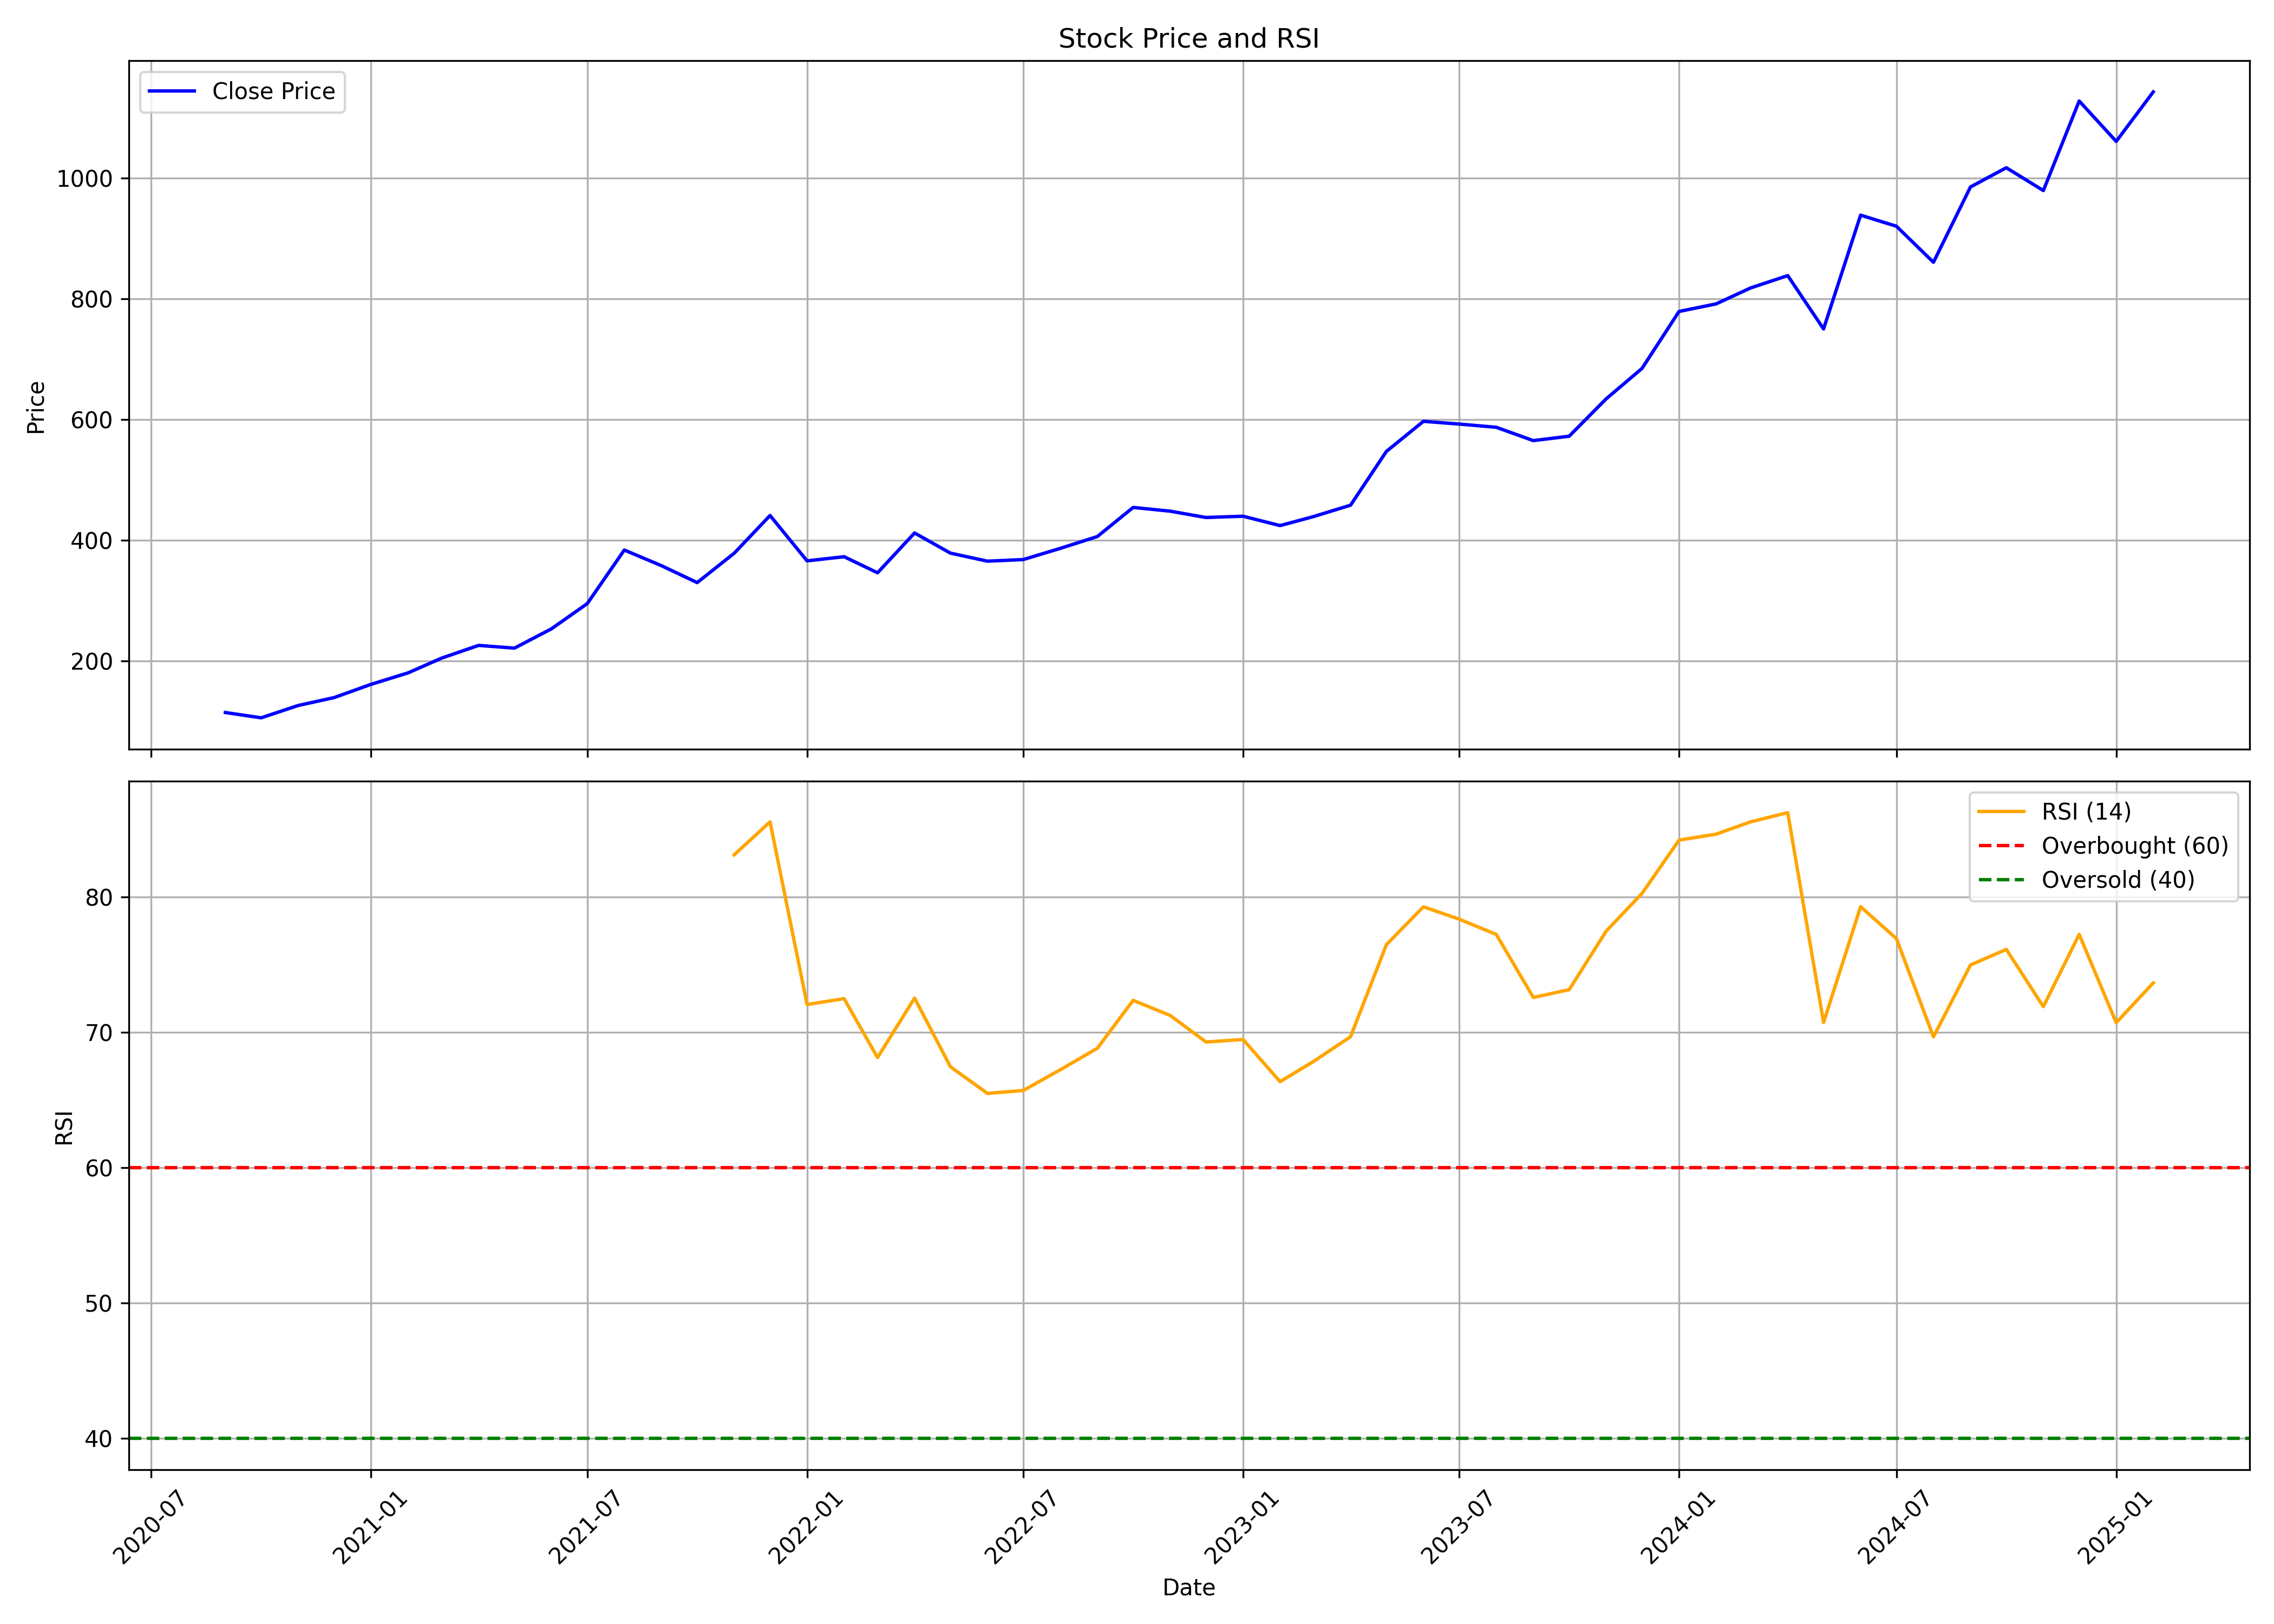 Stock Price and RSI
Close Price
Price
1000
800
600
400
200
RSI (14)
Overbought (60)
Oversold (40)
RSI
80
70
60
50
40
2020-07
2021-01
2021-07
2022-01
2022-07
2023-01
2023-07
2024-01
2024-07
2025-01
Date